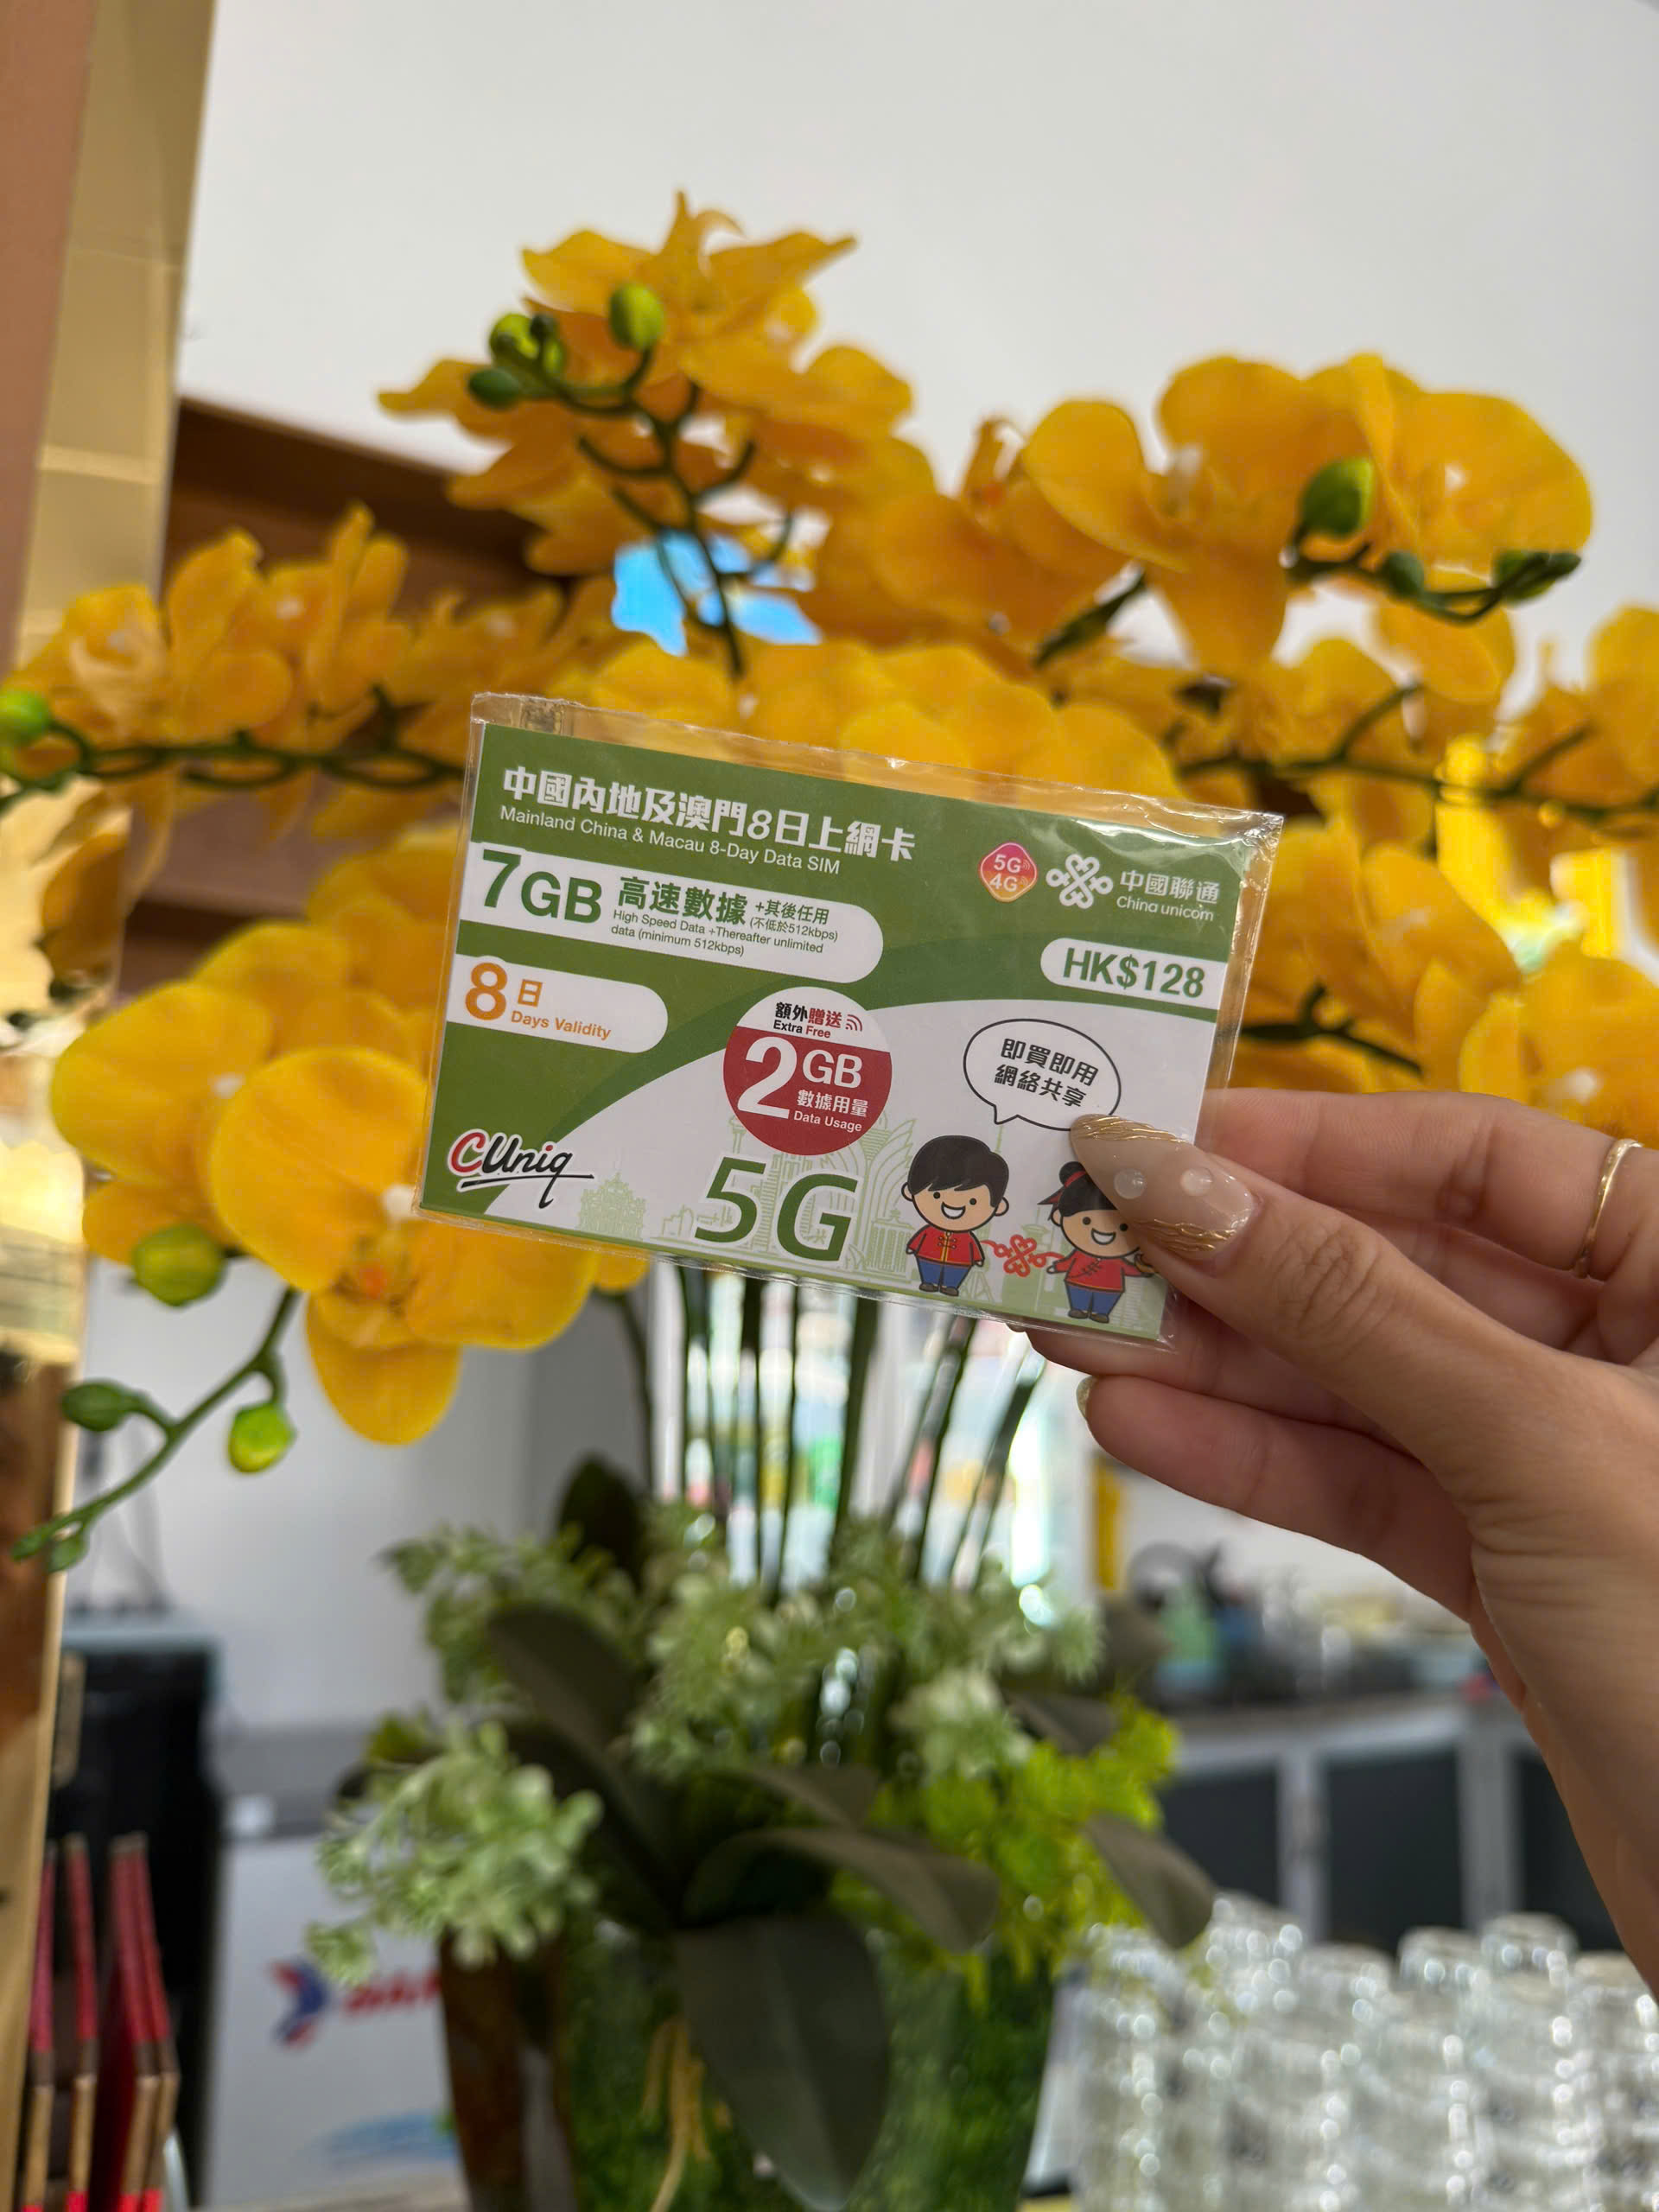 中國內地及澳門8日上網卡
Mainland China & Macau 8-Day Data SIM
5G
4G
中國聯通
China unicom
7GB 高速數據 +其後任用
(不低於512kbps)
High Speed Data +Thereafter unlimited
data (minimum 512kbps)
HK$128
8日
Days Validity
額外贈送
Extra Free
2GB
數據用量
Data Usage
即買即用
網絡共享
CUniq
5G